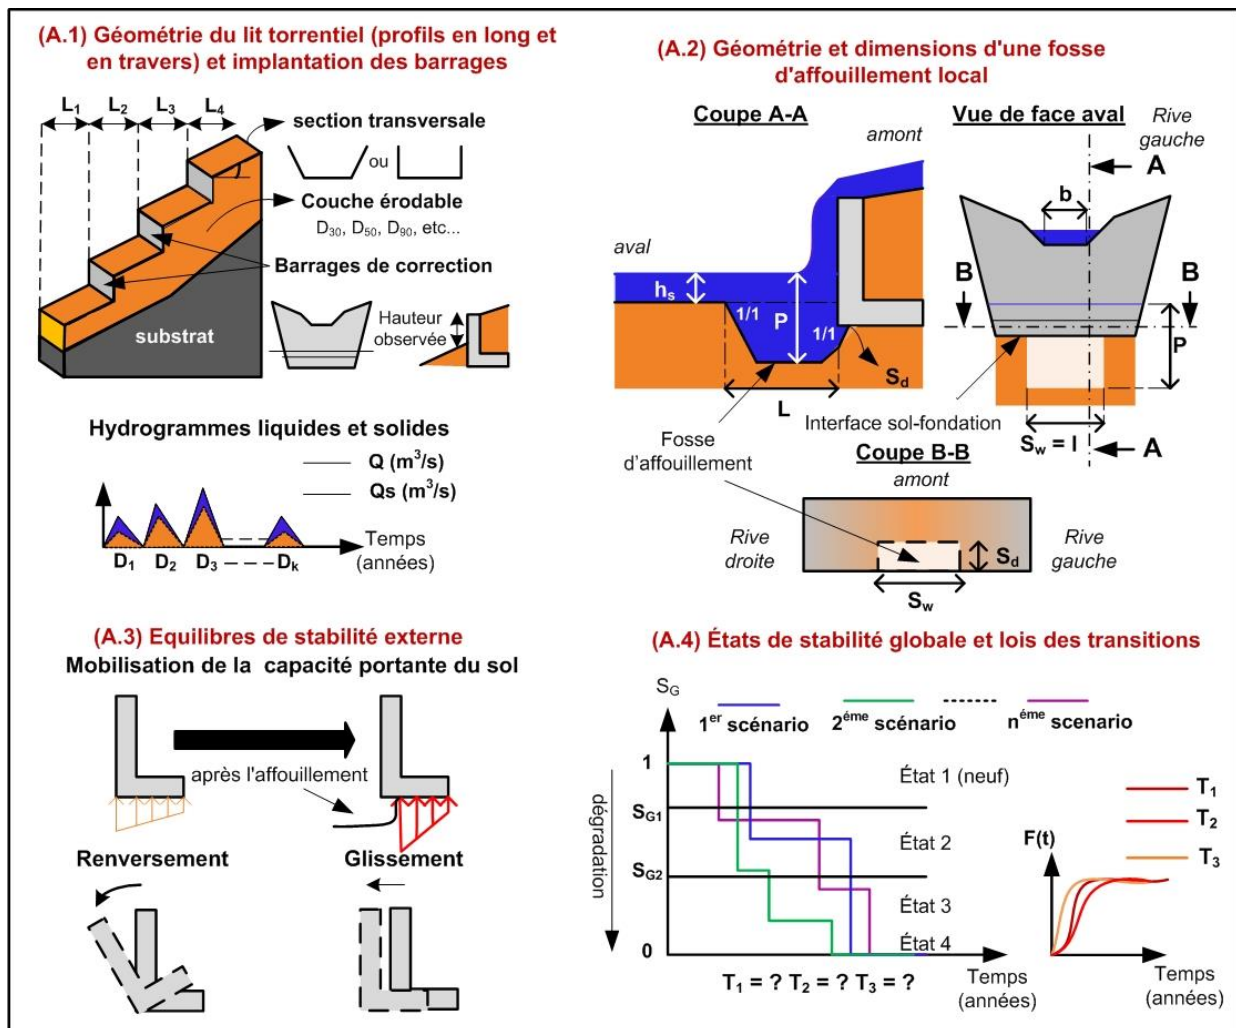 (A.1) Géométrie du lit torrentiel (profils en long et
en travers) et implantation des barrages
L1 L2 L3 L4
section transversale
ou
Couche érodable
D30, D50, D90, etc...
Barrages de correction
substrat
Hauteur
observée
Hydrogrammes liquides et solides
Q (m³/s)
Qs (m³/s)
Temps
(années)
D1 D2 D3 Dk
(A.2) Géométrie et dimensions d'une fosse
d'affouillement local
Coupe A-A
amont
aval
hs
P
1/1
1/1
Sd
L
Fosse
d'affouillement
Vue de face aval
Rive
gauche
A
b
B
B
P
Interface sol-fondation
Sw = l
A
Coupe B-B
amont
Rive
droite
Rive
gauche
Sd
Sw
(A.3) Equilibres de stabilité externe
Mobilisation de la capacité portante du sol
après l'affouillement
Renversement
Glissement
(A.4) États de stabilité globale et lois des transitions
SG
1er scénario
2éme scénario
néme scenario
1
SG1
SG2
0
dégradation
État 1 (neuf)
État 2
État 3
État 4
T1 = ? T2 = ? T3 = ?
Temps
(années)
F(t)
T1
T2
T3
Temps
(années)